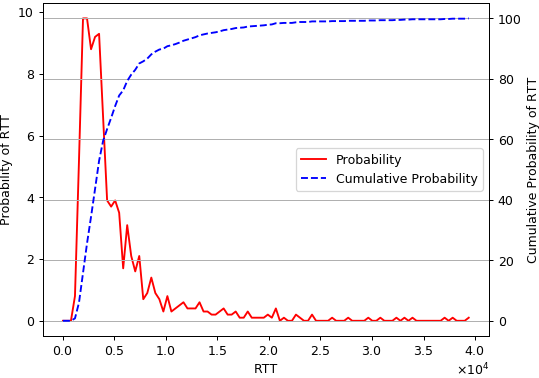 10
8
6
4
2
0
Probability of RTT
100
80
60
40
20
0
Cumulative Probability of RTT
Probability
Cumulative Probability
0.0 0.5 1.0 1.5 2.0 2.5 3.0 3.5 4.0
×10⁴
RTT